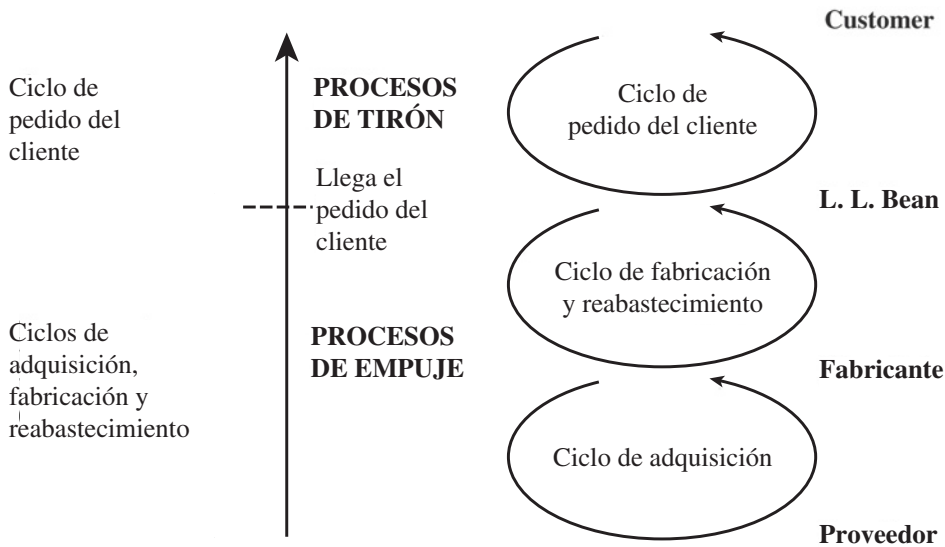 Customer
Ciclo de
pedido del
cliente
PROCESOS
DE TIRÓN
Ciclo de
pedido del cliente
Llega el
pedido del
cliente
L. L. Bean
Ciclo de fabricación
y reabastecimiento
Ciclos de
adquisición,
fabricación y
reabastecimiento
PROCESOS
DE EMPUJE
Fabricante
Ciclo de adquisición
Proveedor